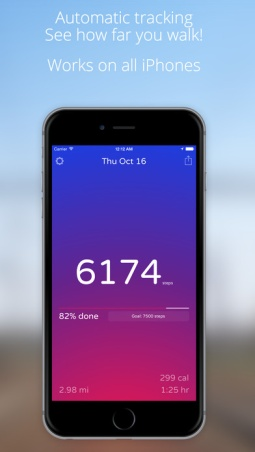 Automatic tracking
See how far you walk!
Works on all iPhones
Carrier 12:12 AM
Thu Oct 16
6174 steps
82% done Goal: 7500 steps
299 cal
2.98 mi 1:25 hr